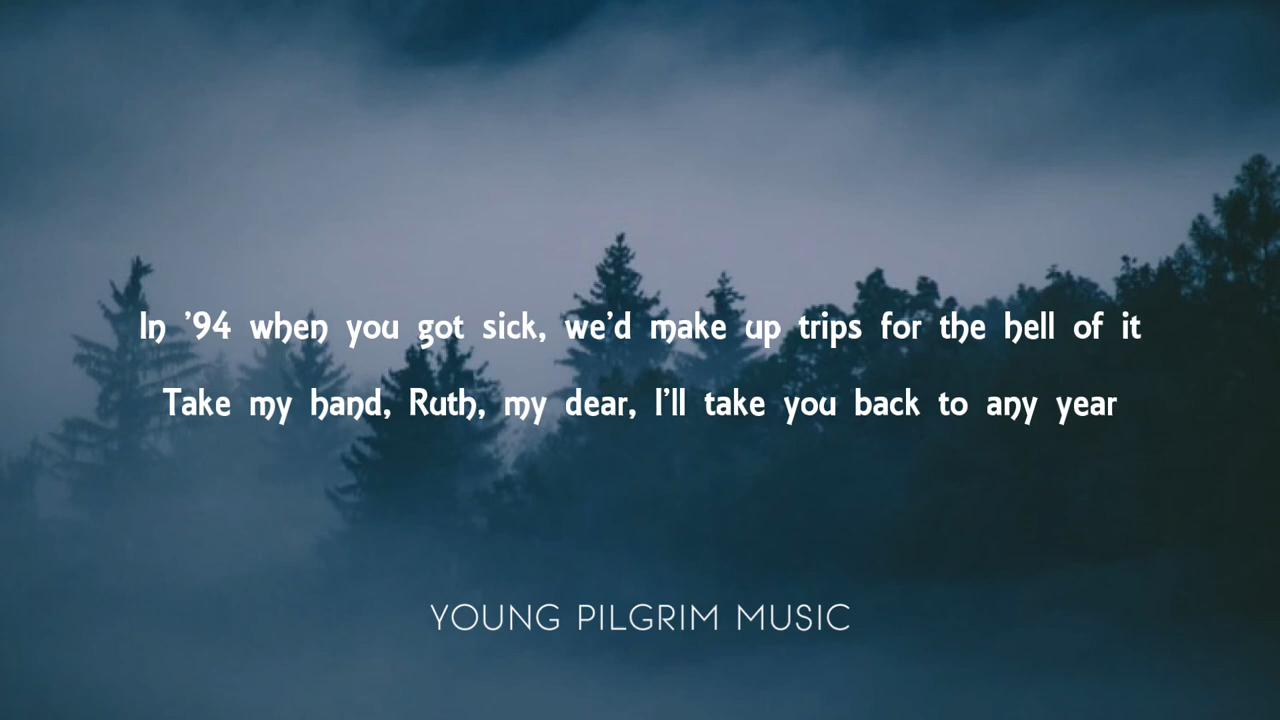 In ’94 when you got sick, we’d make up trips for the hell of it
Take my hand, Ruth, my dear, I’ll take you back to any year
YOUNG PILGRIM MUSIC